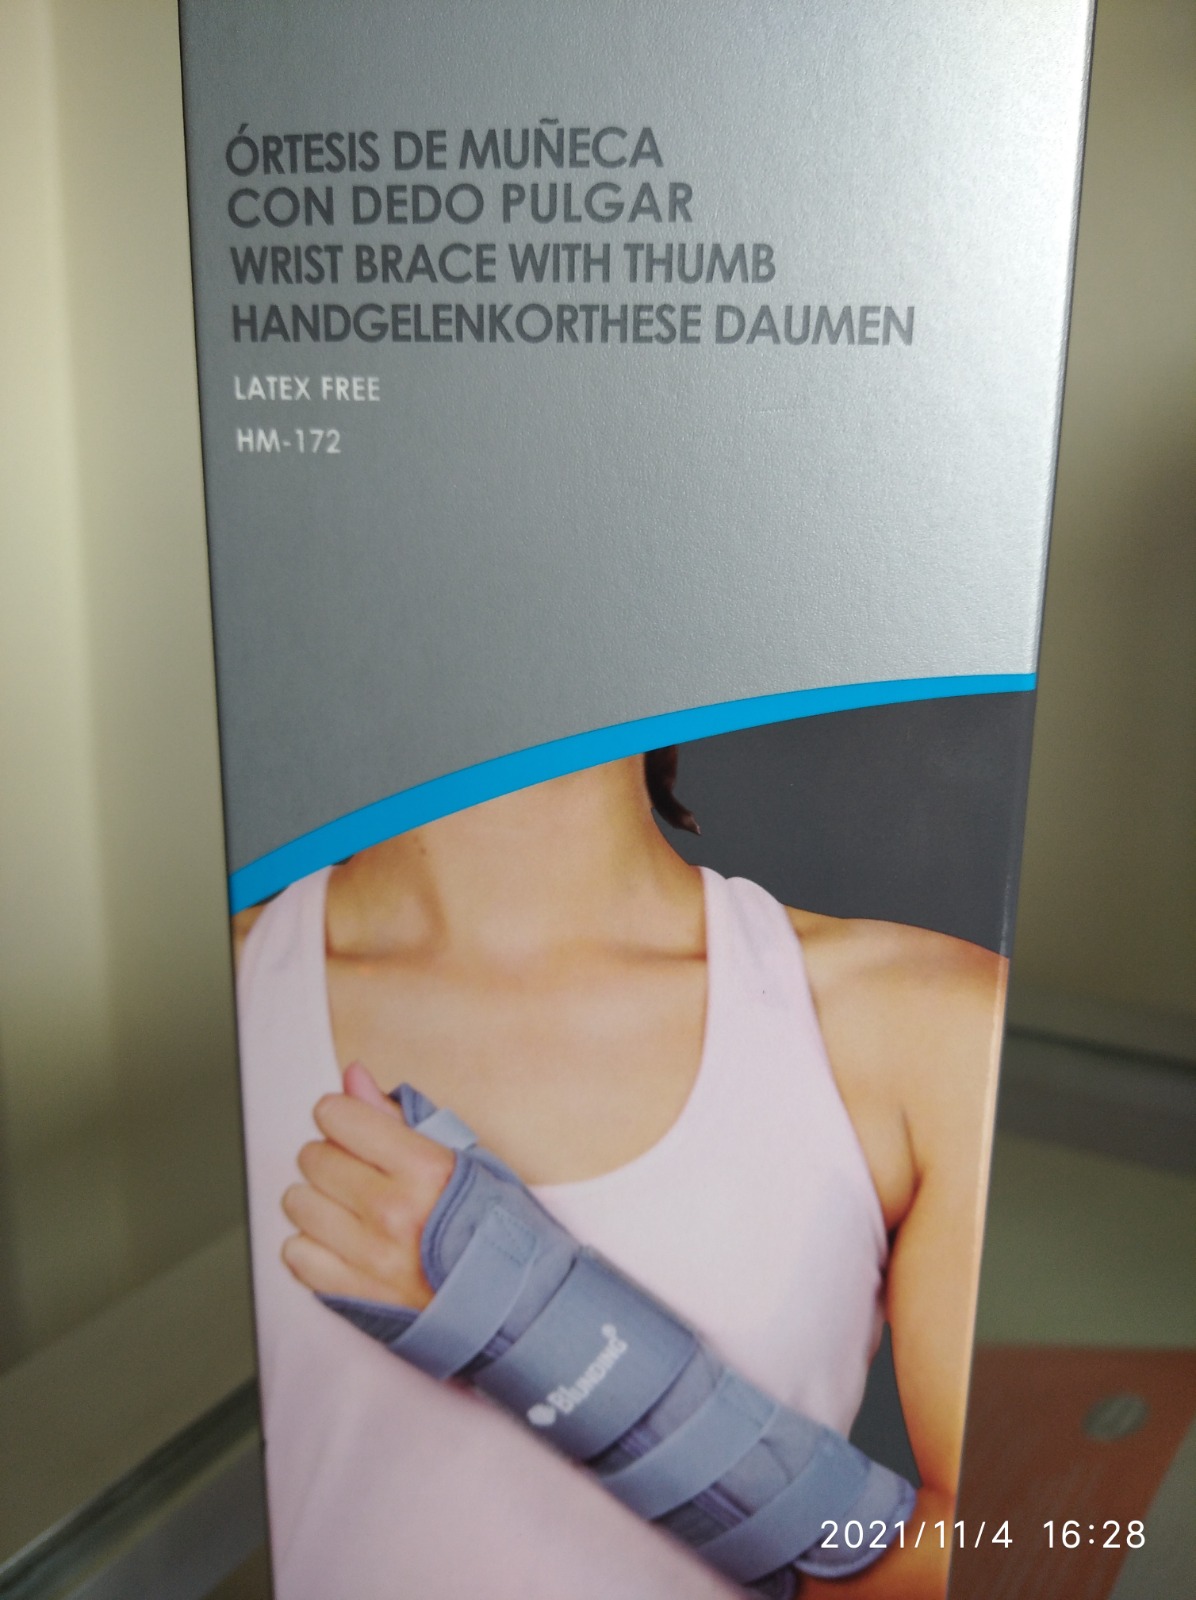 ÓRTESIS DE MUÑECA
CON DEDO PULGAR
WRIST BRACE WITH THUMB
HANDGELENKORTHESE DAUMEN
LATEX FREE
HM-172
BIUNDING®
2021/11/4 16:28